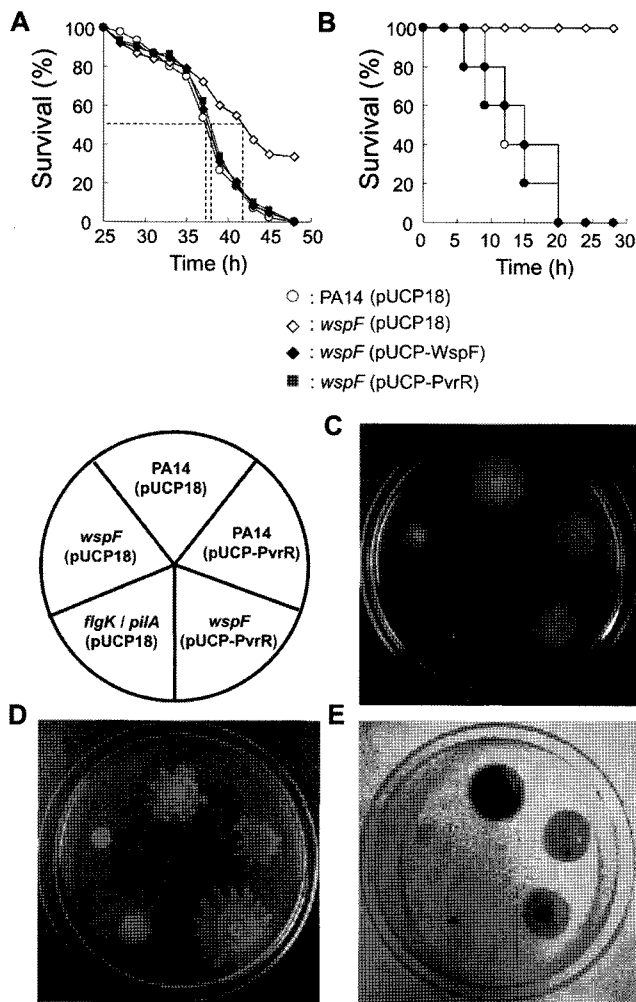 A
Survival (%)
100
80
60
40
20
0
25 30 35 40 45 50
Time (h)
B
Survival (%)
100
80
60
40
20
0
0 5 10 15 20 25 30
Time (h)
○ : PA14 (pUCP18)
◇ : wspF (pUCP18)
◆ : wspF (pUCP-WspF)
■ : wspF (pUCP-PvrR)
PA14
(pUCP18)
wspF
(pUCP18)
PA14
(pUCP-PvrR)
flgK / pilA
(pUCP18)
wspF
(pUCP-PvrR)
C
D
E